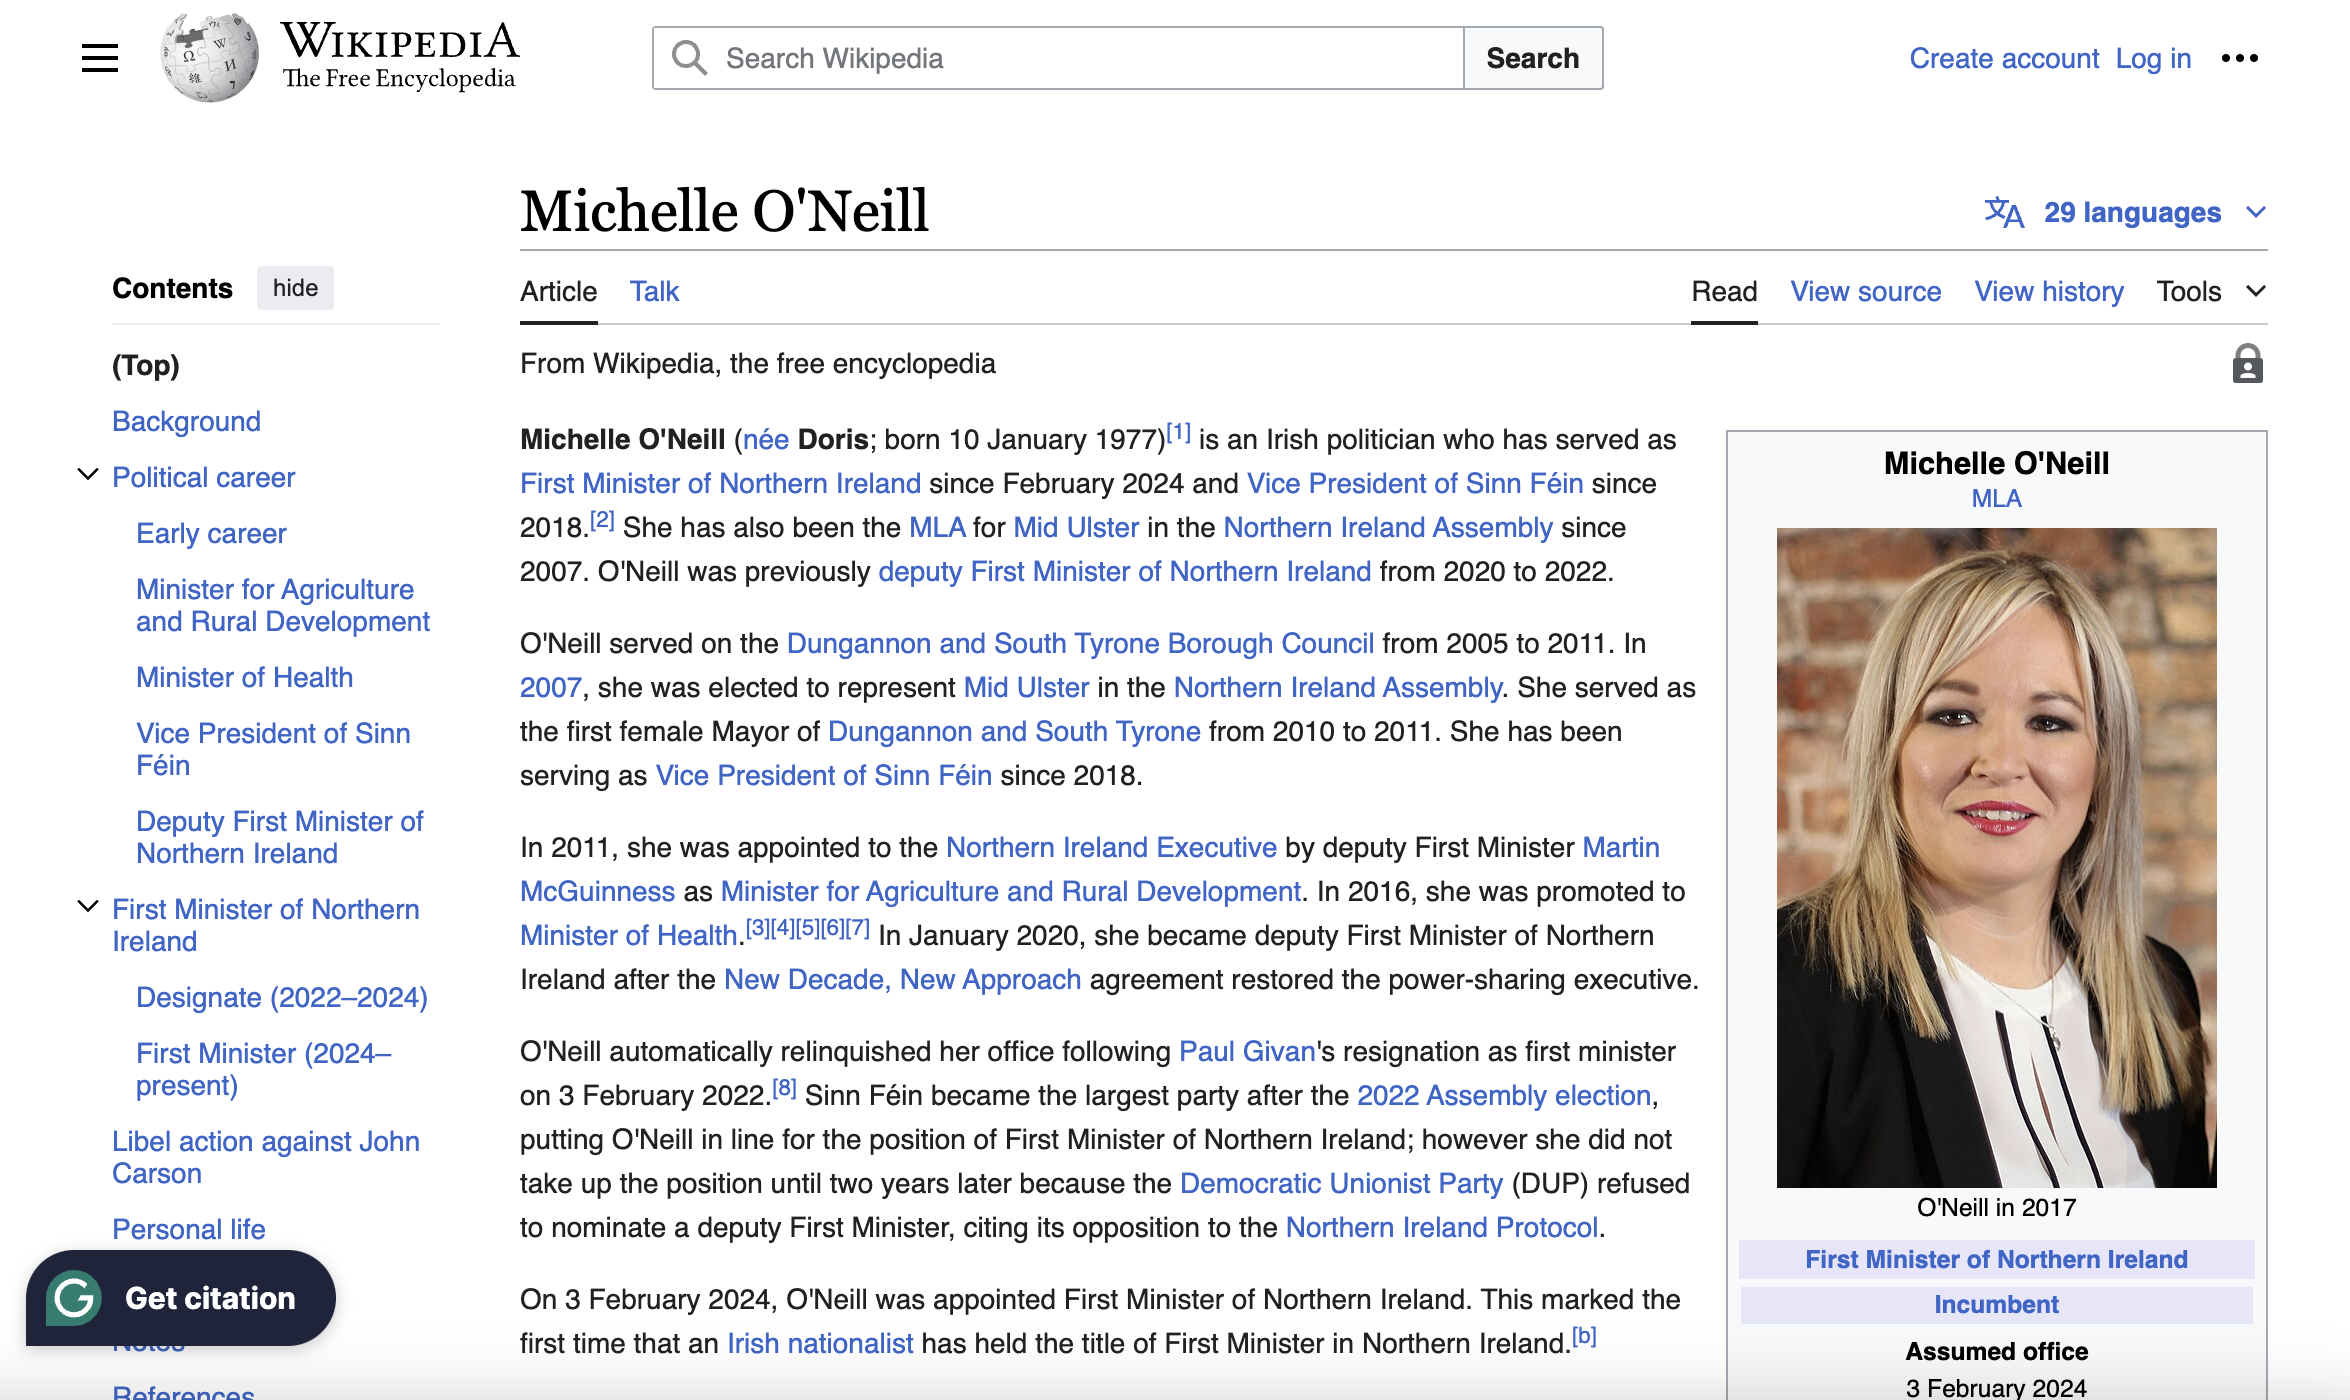 WIKIPEDIA
The Free Encyclopedia
Search Wikipedia
Search
Create account Log in
Michelle O'Neill
29 languages
Contents hide
Article Talk
Read View source View history Tools
(Top)
Background
Political career
Early career
Minister for Agriculture
and Rural Development
Minister of Health
Vice President of Sinn
Féin
Deputy First Minister of
Northern Ireland
First Minister of Northern
Ireland
Designate (2022–2024)
First Minister (2024–
present)
Libel action against John
Carson
Personal life
Get citation
Notes
References
From Wikipedia, the free encyclopedia
Michelle O'Neill (née Doris; born 10 January 1977)[1] is an Irish politician who has served as
First Minister of Northern Ireland since February 2024 and Vice President of Sinn Féin since
2018.[2] She has also been the MLA for Mid Ulster in the Northern Ireland Assembly since
2007. O'Neill was previously deputy First Minister of Northern Ireland from 2020 to 2022.
O'Neill served on the Dungannon and South Tyrone Borough Council from 2005 to 2011. In
2007, she was elected to represent Mid Ulster in the Northern Ireland Assembly. She served as
the first female Mayor of Dungannon and South Tyrone from 2010 to 2011. She has been
serving as Vice President of Sinn Féin since 2018.
In 2011, she was appointed to the Northern Ireland Executive by deputy First Minister Martin
McGuinness as Minister for Agriculture and Rural Development. In 2016, she was promoted to
Minister of Health.[3][4][5][6][7] In January 2020, she became deputy First Minister of Northern
Ireland after the New Decade, New Approach agreement restored the power-sharing executive.
O'Neill automatically relinquished her office following Paul Givan's resignation as first minister
on 3 February 2022.[8] Sinn Féin became the largest party after the 2022 Assembly election,
putting O'Neill in line for the position of First Minister of Northern Ireland; however she did not
take up the position until two years later because the Democratic Unionist Party (DUP) refused
to nominate a deputy First Minister, citing its opposition to the Northern Ireland Protocol.
On 3 February 2024, O'Neill was appointed First Minister of Northern Ireland. This marked the
first time that an Irish nationalist has held the title of First Minister in Northern Ireland.[b]
Michelle O'Neill
MLA
O'Neill in 2017
First Minister of Northern Ireland
Incumbent
Assumed office
3 February 2024